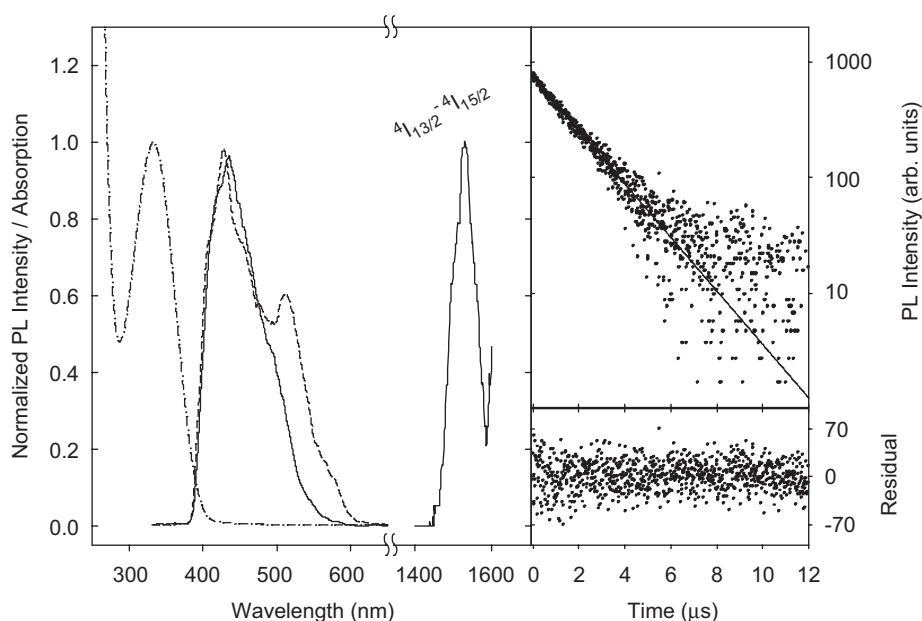 Normalized PL Intensity / Absorption
1.2
1.0
0.8
0.6
0.4
0.2
0.0
300 400 500 600 1400 1600
Wavelength (nm)
⁴I₁₃/₂-⁴I₁₅/₂
1000
100
10
PL Intensity (arb. units)
70
0
-70
Residual
0 2 4 6 8 10 12
Time (μs)